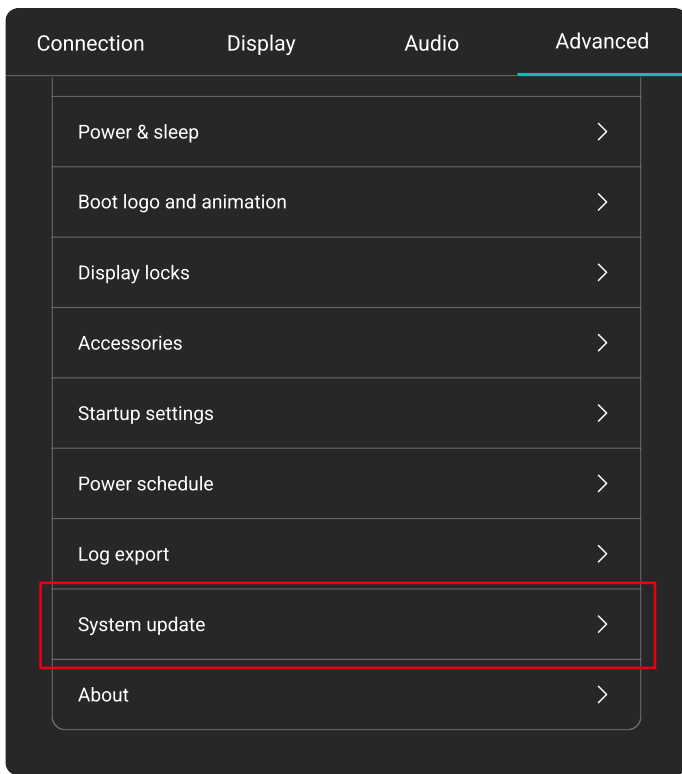 Connection Display Audio Advanced
Power & sleep
Boot logo and animation
Display locks
Accessories
Startup settings
Power schedule
Log export
System update
About